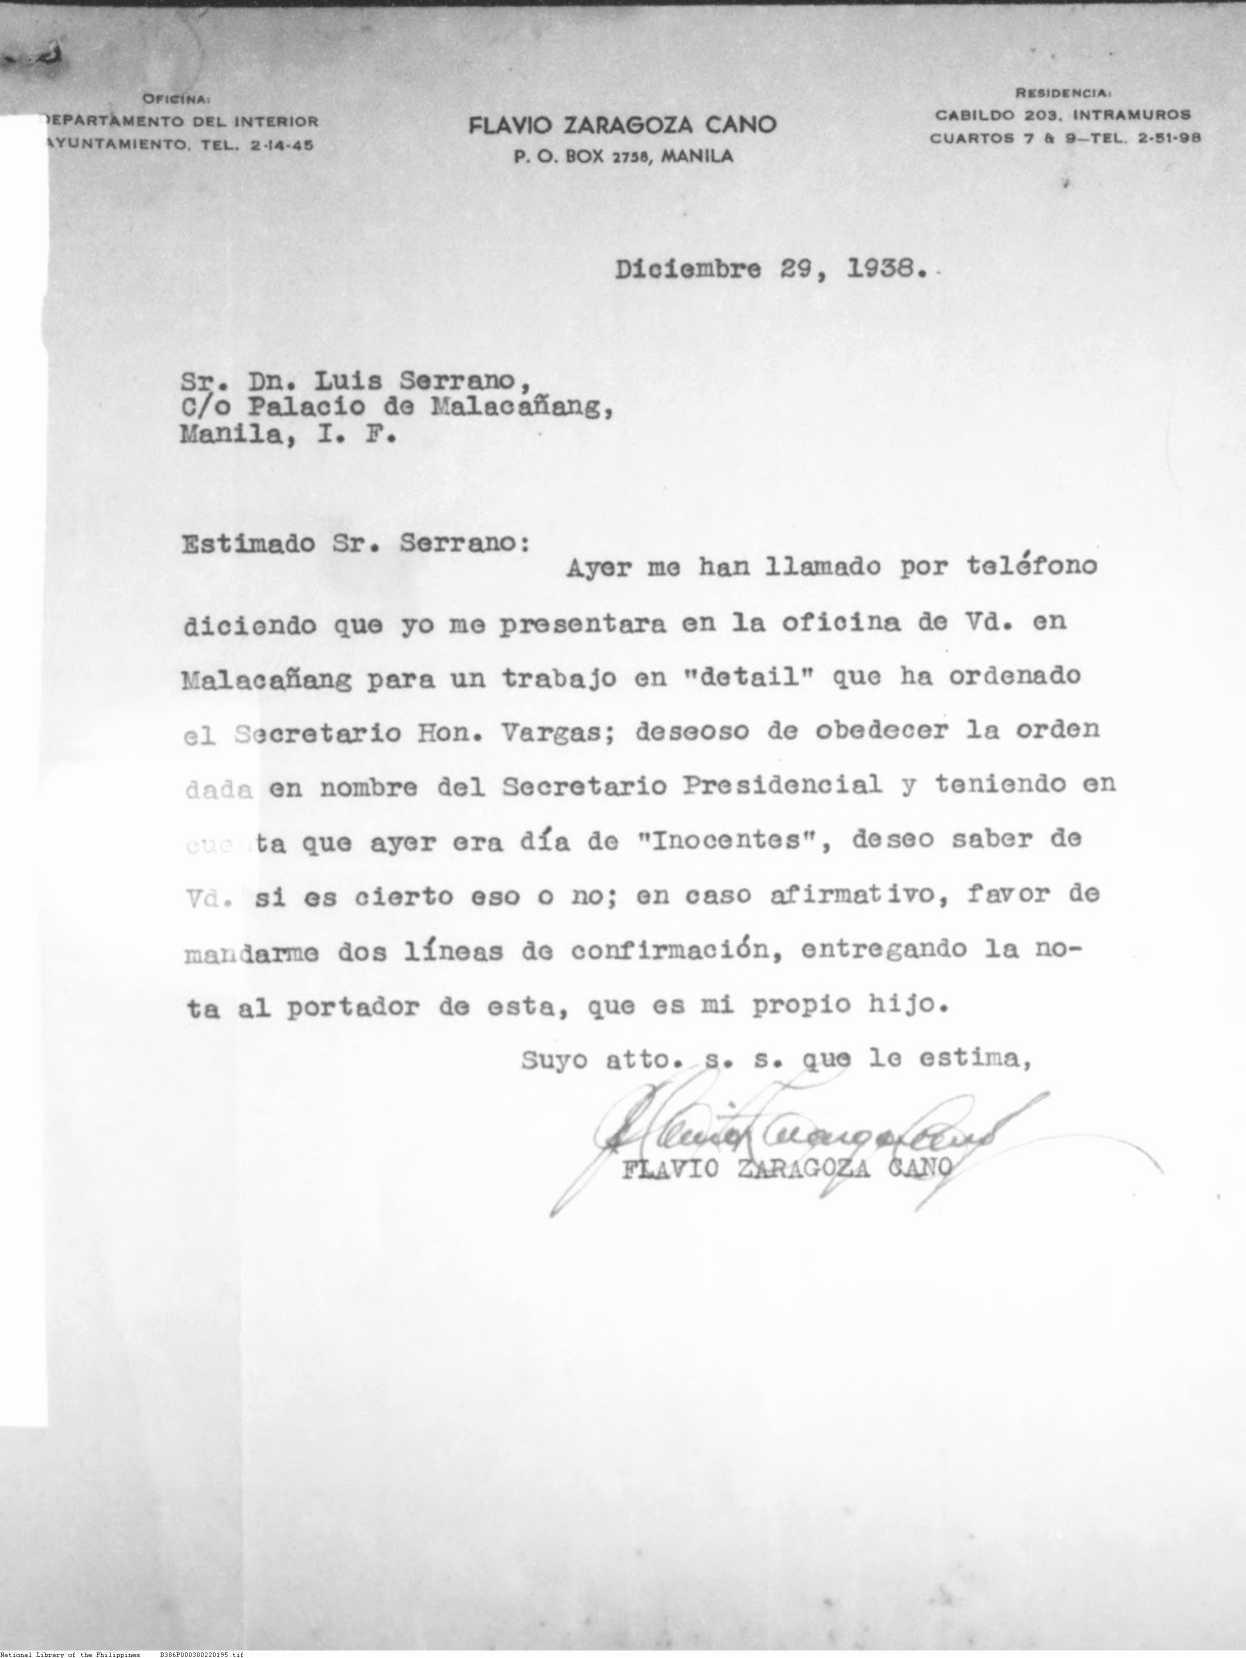 OFICINA:
DEPARTAMENTO DEL INTERIOR
AYUNTAMIENTO, TEL. 2-14-45
FLAVIO ZARAGOZA CANO
P. O. BOX 2758, MANILA
RESIDENCIA:
CABILDO 203, INTRAMUROS
CUARTOS 7 & 9—TEL. 2-51-98
Diciembre 29, 1938.
Sr. Dn. Luis Serrano,
C/o Palacio de Malacañang,
Manila, I. F.
Estimado Sr. Serrano:
Ayer me han llamado por teléfono
diciendo que yo me presentara en la oficina de Vd. en
Malacañang para un trabajo en "detail" que ha ordenado
el Secretario Hon. Vargas; deseoso de obedecer la orden
dada en nombre del Secretario Presidencial y teniendo en
cuenta que ayer era día de "Inocentes", deseo saber de
Vd. si es cierto eso o no; en caso afirmativo, favor de
mandarme dos líneas de confirmación, entregando la no-
ta al portador de esta, que es mi propio hijo.
Suyo atto. s. s. que le estima,
Flavio Zaragoza Cano
FLAVIO ZARAGOZA CANO
National Library of the Philippines B386P000380220195.tif